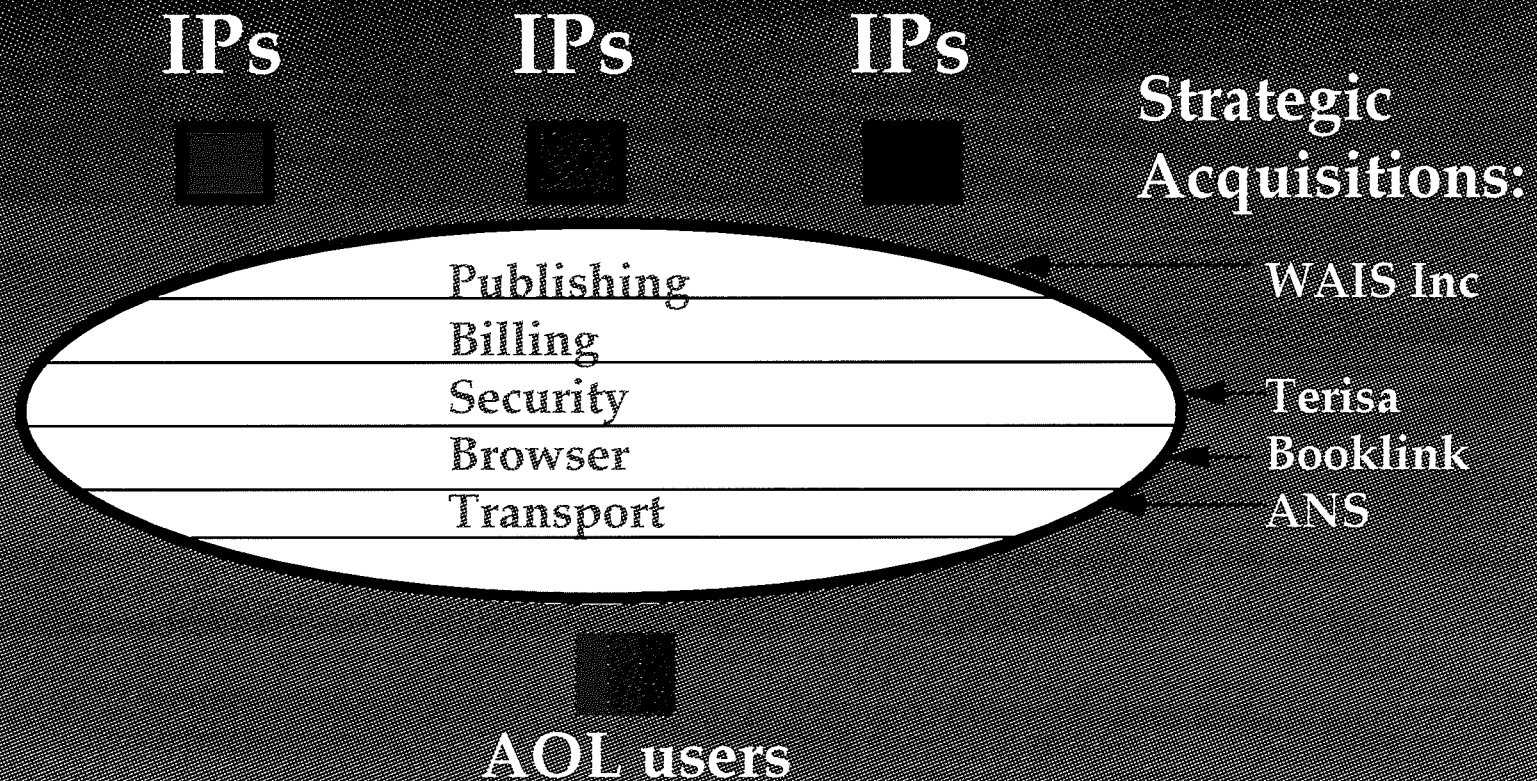 IPs IPs IPs
Strategic
Acquisitions:
Publishing
WAIS Inc
Billing
Security
Terisa
Browser
Booklink
Transport
ANS
AOL users